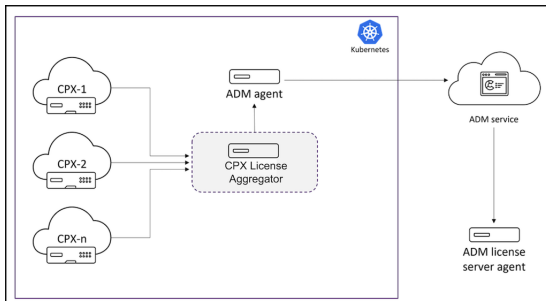 Kubernetes
CPX-1
ADM agent
ADM service
CPX-2
CPX License
Aggregator
CPX-n
ADM license
server agent